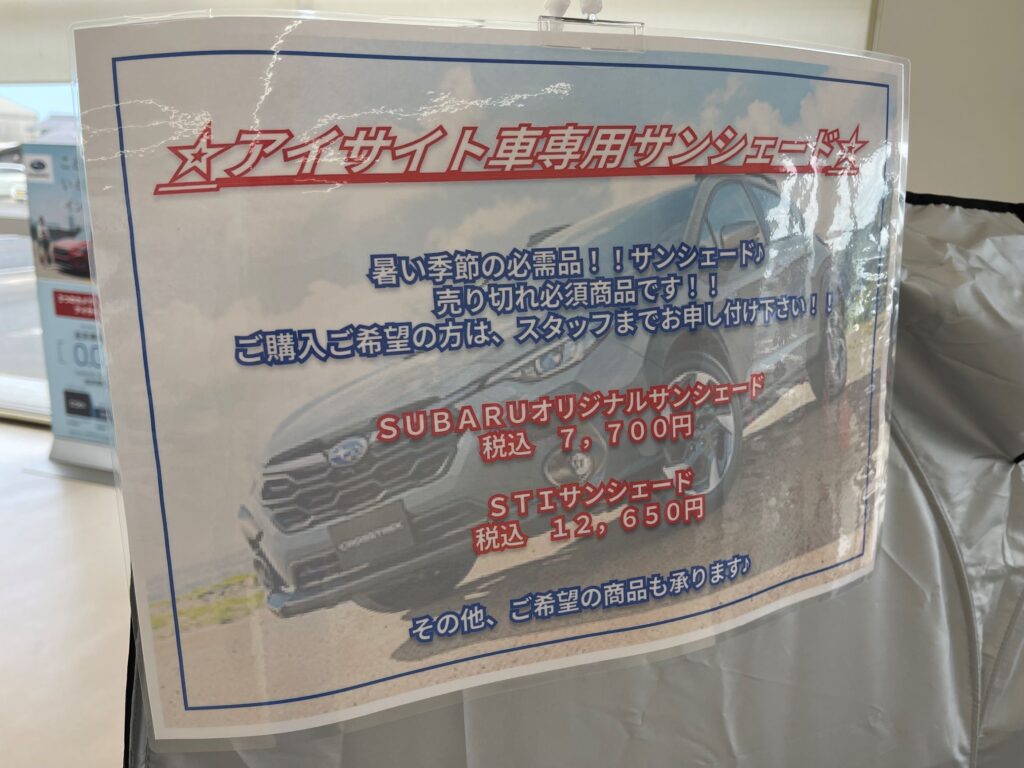 ☆アイサイト車専用サンシェード☆
暑い季節の必需品！！サンシェード♪
売り切れ必須商品です！！
ご購入ご希望の方は、スタッフまでお申し付け下さい！！
ＳＵＢＡＲＵオリジナルサンシェード
税込　７，７００円
ＳＴＩサンシェード
税込　１２，６５０円
その他、ご希望の商品も承ります♪
CROSSTREK